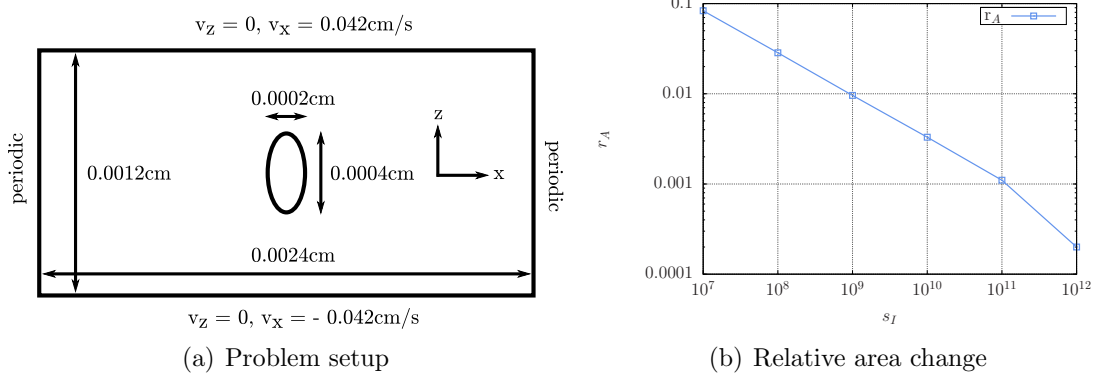 v_z = 0, v_x = 0.042cm/s
0.0002cm
z
periodic
0.0012cm
0.0004cm
x
periodic
0.0024cm
v_z = 0, v_x = - 0.042cm/s
(a) Problem setup
0.1
r_A
0.01
r_A
0.001
0.0001
10^7 10^8 10^9 10^10 10^11 10^12
s_I
(b) Relative area change